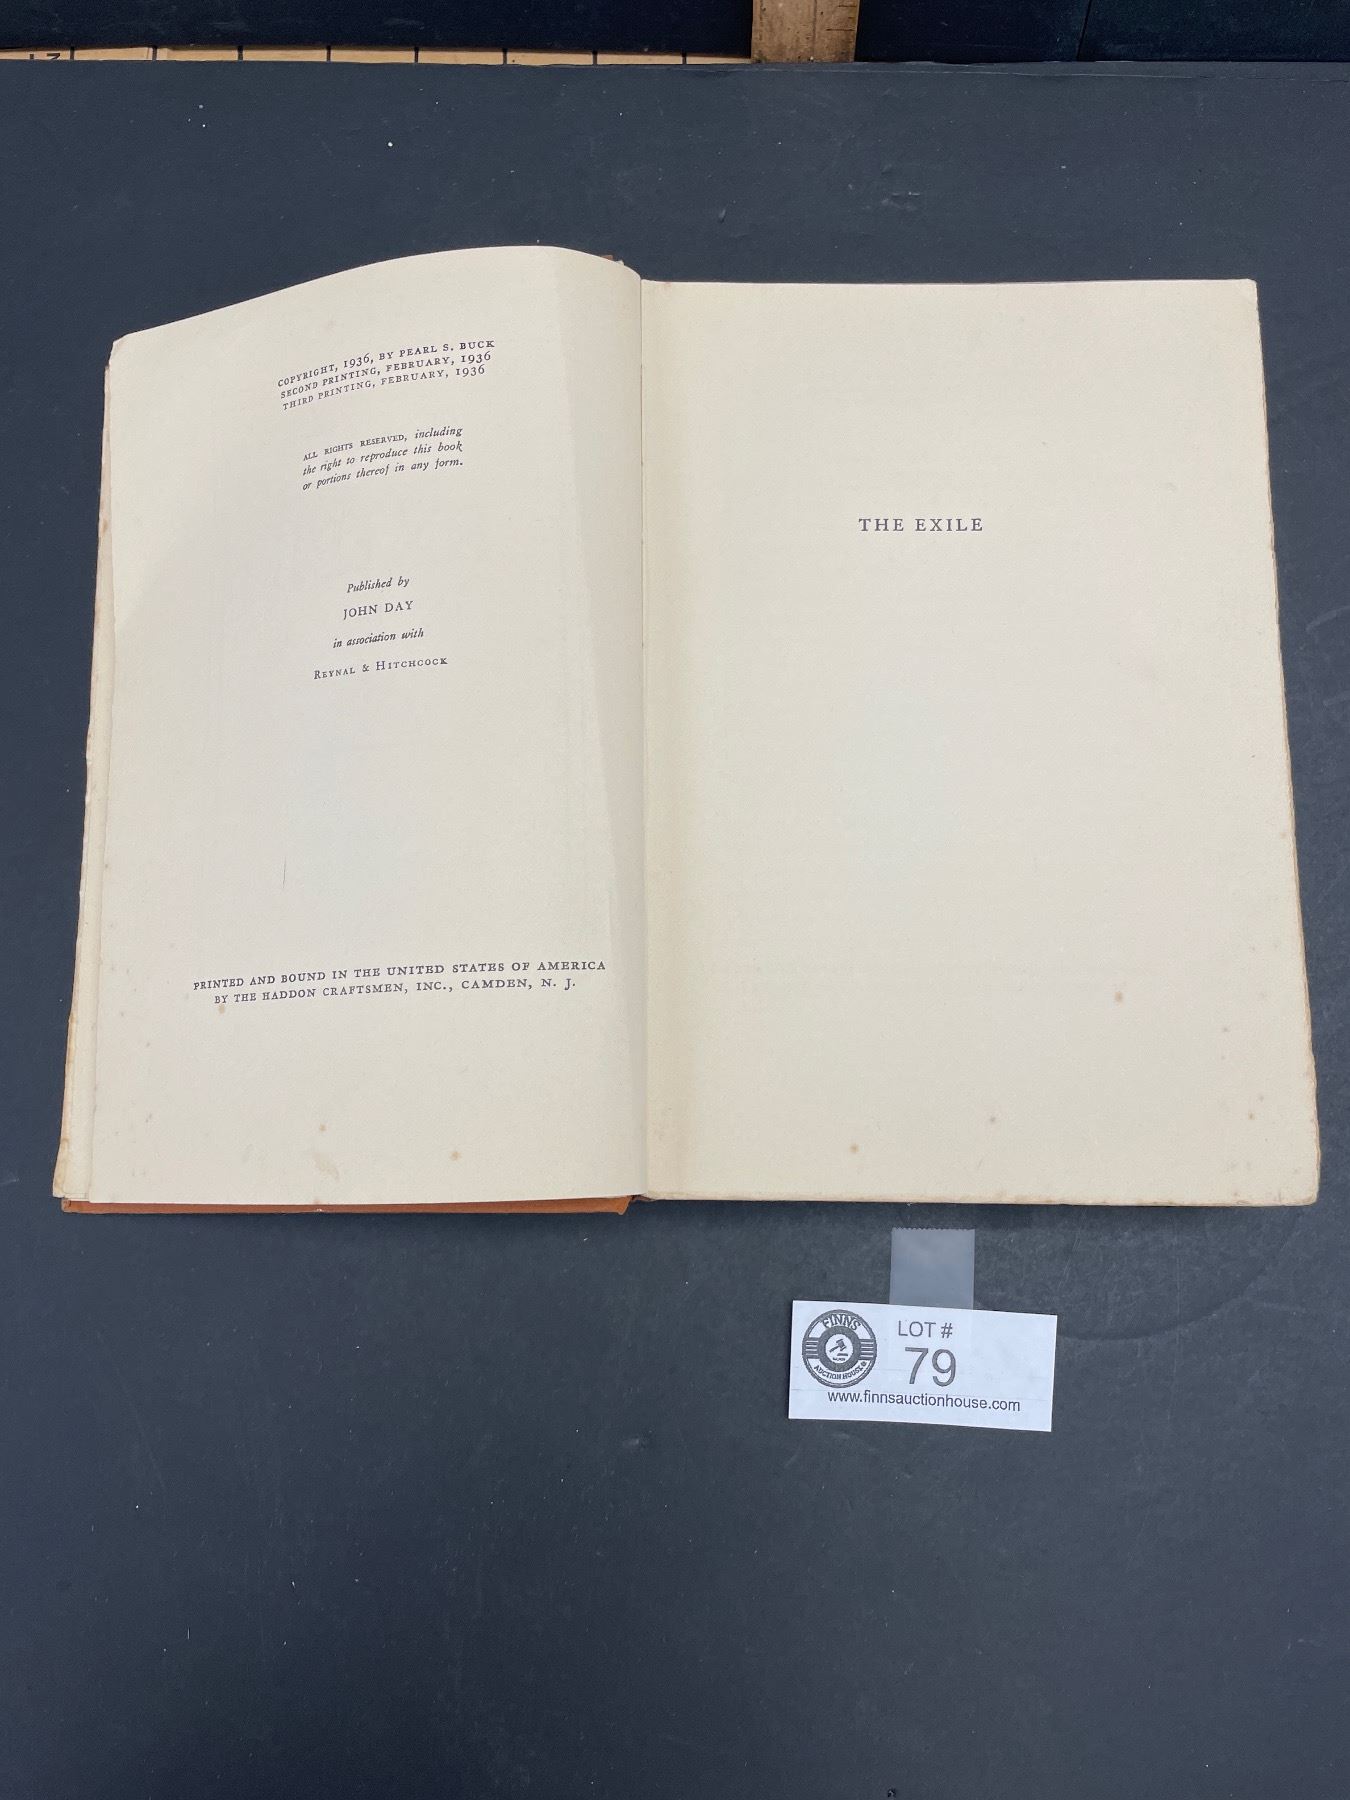 COPYRIGHT, 1936, BY PEARL S. BUCK
SECOND PRINTING, FEBRUARY, 1936
THIRD PRINTING, FEBRUARY, 1936
ALL RIGHTS RESERVED, including
the right to reproduce this book
or portions thereof in any form.
Published by
JOHN DAY
in association with
REYNAL & HITCHCOCK
PRINTED AND BOUND IN THE UNITED STATES OF AMERICA
BY THE HADDON CRAFTSMEN, INC., CAMDEN, N. J.
THE EXILE
FINNS
AUCTION HOUSE
LOT #
79
www.finnsauctionhouse.com